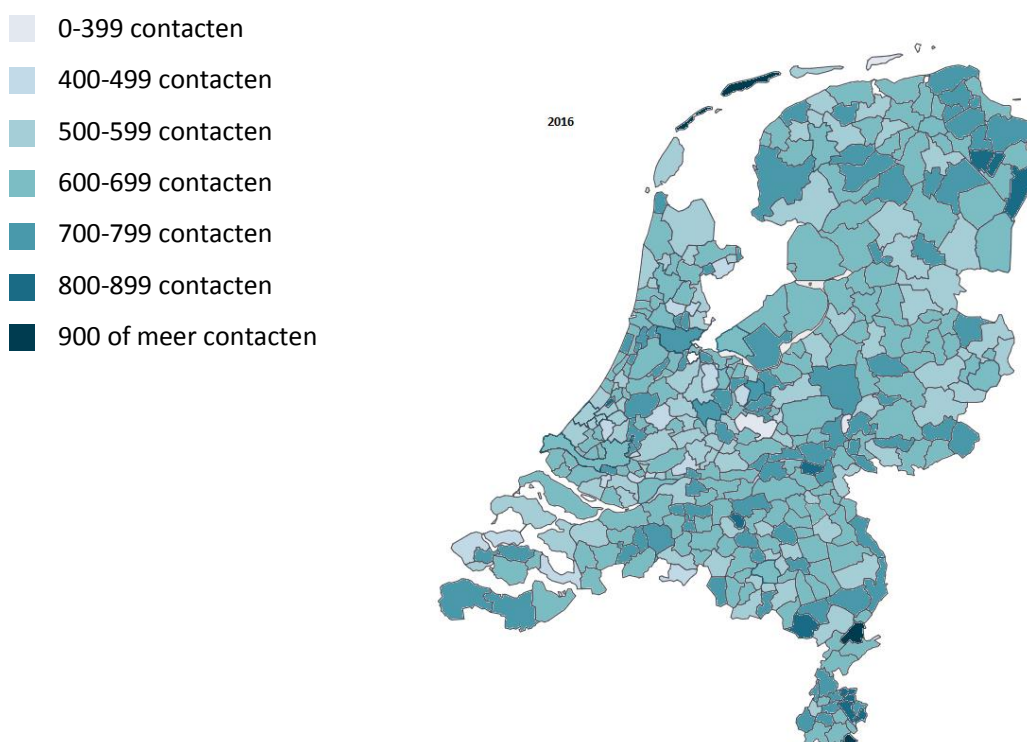 0-399 contacten
400-499 contacten
500-599 contacten
600-699 contacten
700-799 contacten
800-899 contacten
900 of meer contacten
2016